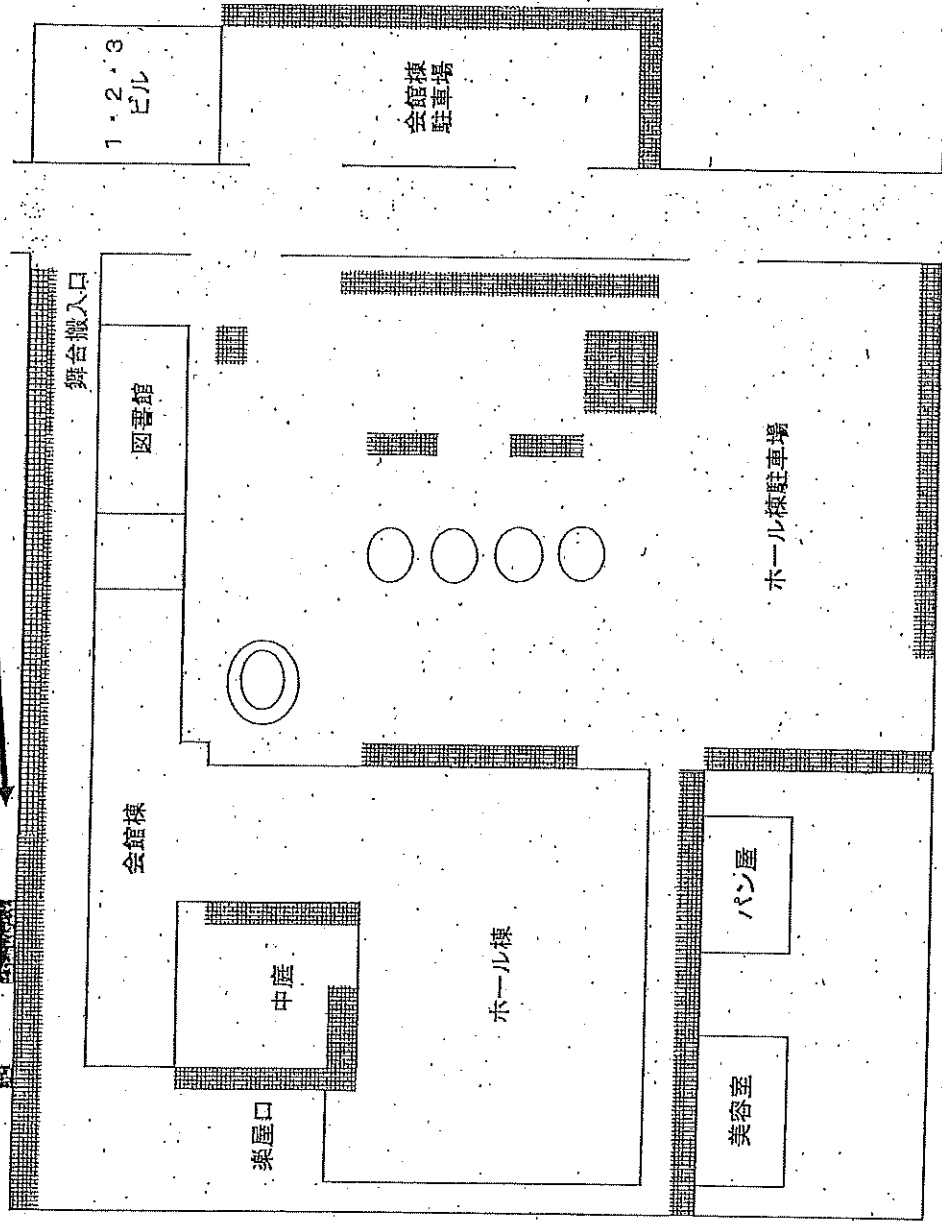 1・2・3
ビル
会館棟
駐車場
舞台搬入口
図書館
会館棟
中庭
楽屋口
ホール棟
ホール棟駐車場
パン屋
美容室